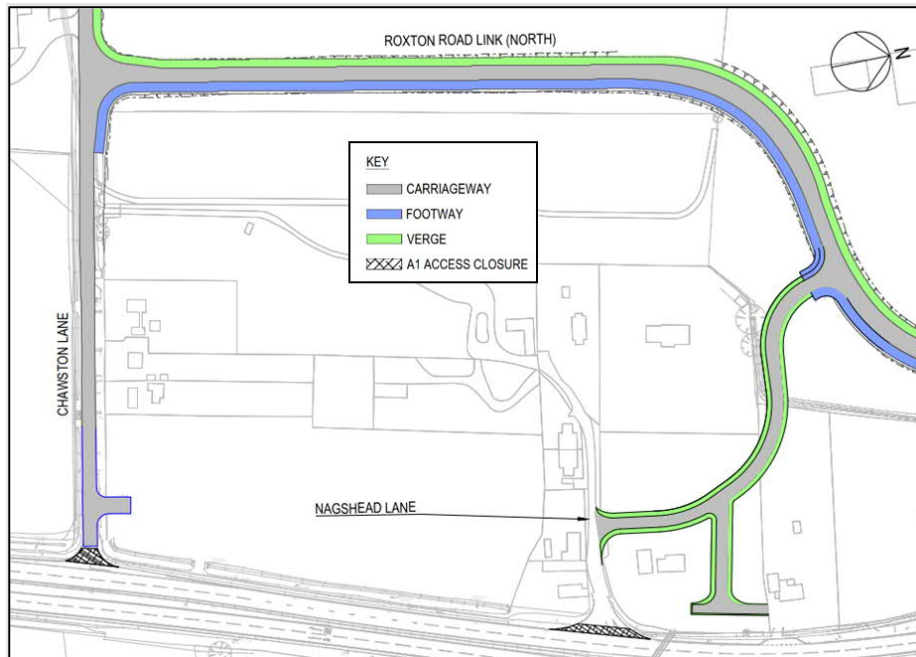 ROXTON ROAD LINK (NORTH)
N
KEY
CARRIAGEWAY
FOOTWAY
VERGE
A1 ACCESS CLOSURE
CHAWSTON LANE
NAGSHEAD LANE